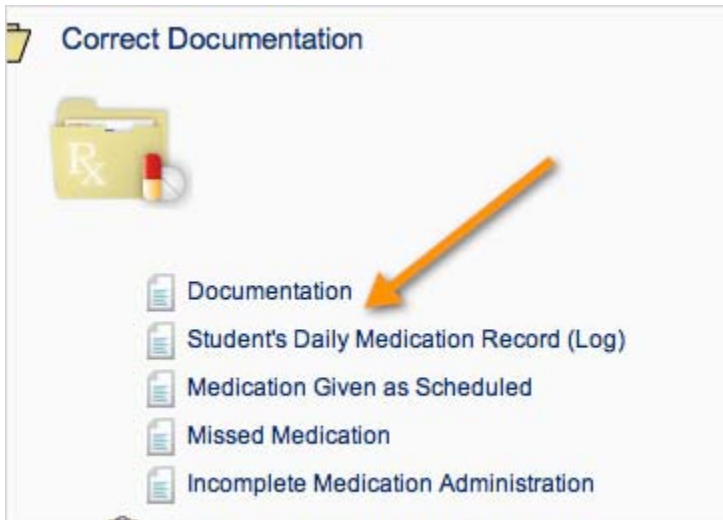 Correct Documentation
Rx
Documentation
Student's Daily Medication Record (Log)
Medication Given as Scheduled
Missed Medication
Incomplete Medication Administration